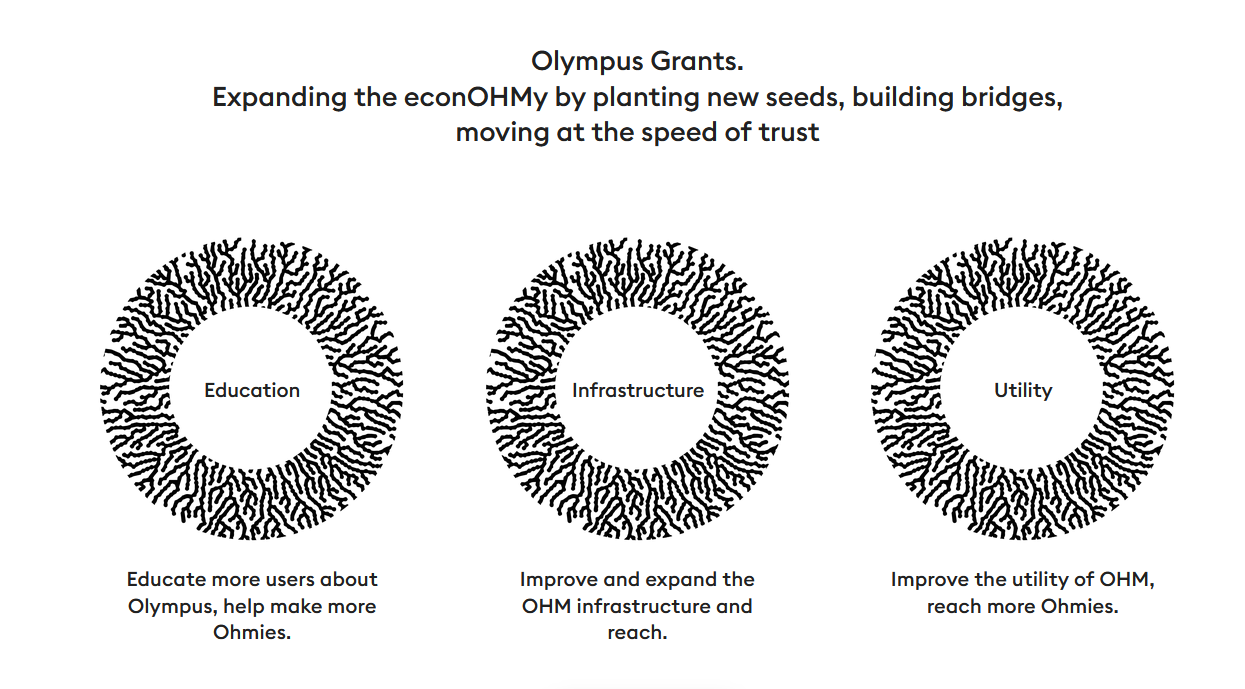 Olympus Grants.
Expanding the econOHMy by planting new seeds, building bridges,
moving at the speed of trust
Education
Infrastructure
Utility
Educate more users about
Olympus, help make more
Ohmies.
Improve and expand the
OHM infrastructure and
reach.
Improve the utility of OHM,
reach more Ohmies.